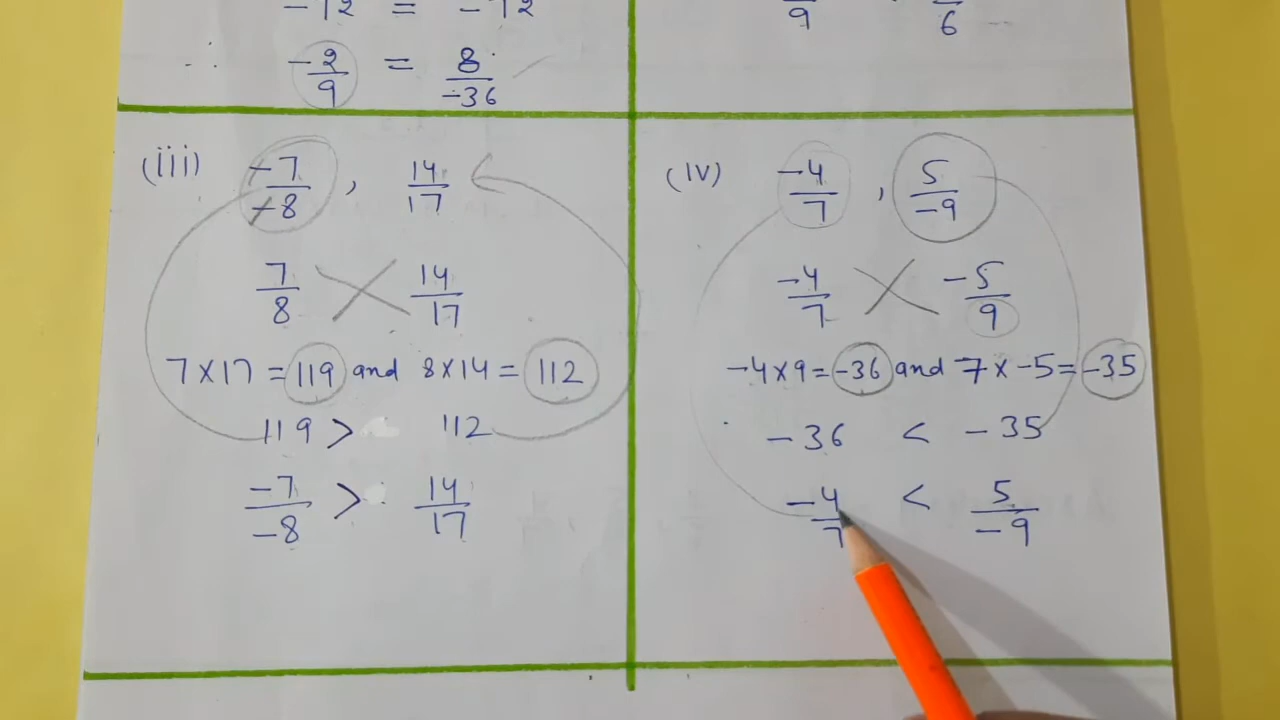 -72 = -72
∴ -2/9 = 8/-36
9 6
(iii) -7/-8 , 14/17
7/8 14/17
7×17 = 119 and 8×14 = 112
119 > 112
-7/-8 > 14/17
(iv) -4/7 , 5/-9
-4/7 -5/9
-4×9 = -36 and 7× -5 = -35
-36 < -35
-4/7 < 5/-9